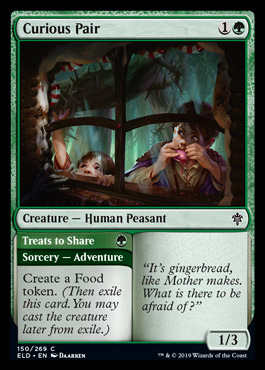 Curious Pair 1
Creature — Human Peasant
Treats to Share
Sorcery — Adventure
Create a Food
token. (Then exile
this card. You may
cast the creature
later from exile.)
“It’s gingerbread,
like Mother makes.
What is there to
be afraid of?”
1/3
150/269 C
ELD • EN DAARKEN
™ & © 2019 Wizards of the Coast